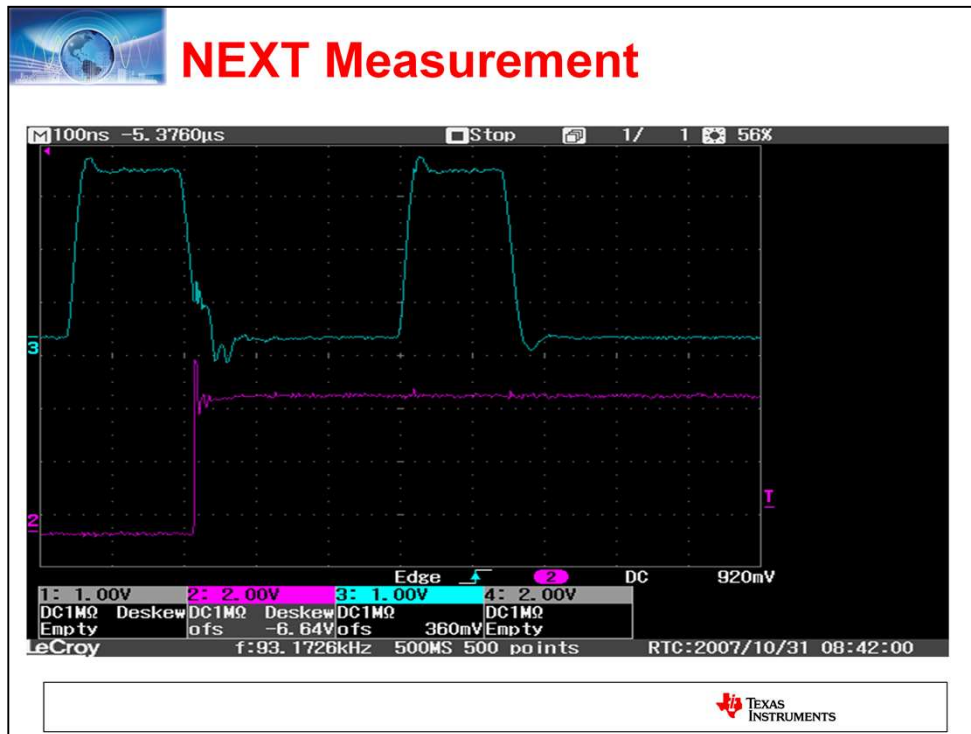 NEXT Measurement
M 100ns -5.3760µs Stop 1/ 1 56%
3
2
T
Edge 2 DC 920mV
1: 1.00V 2: 2.00V 3: 1.00V 4: 2.00V
DC1MΩ Deskew DC1MΩ Deskew DC1MΩ DC1MΩ
Empty ofs -6.64V ofs 360mV Empty
LeCroy f:93.1726kHz 500MS 500 points RTC:2007/10/31 08:42:00
TEXAS
INSTRUMENTS